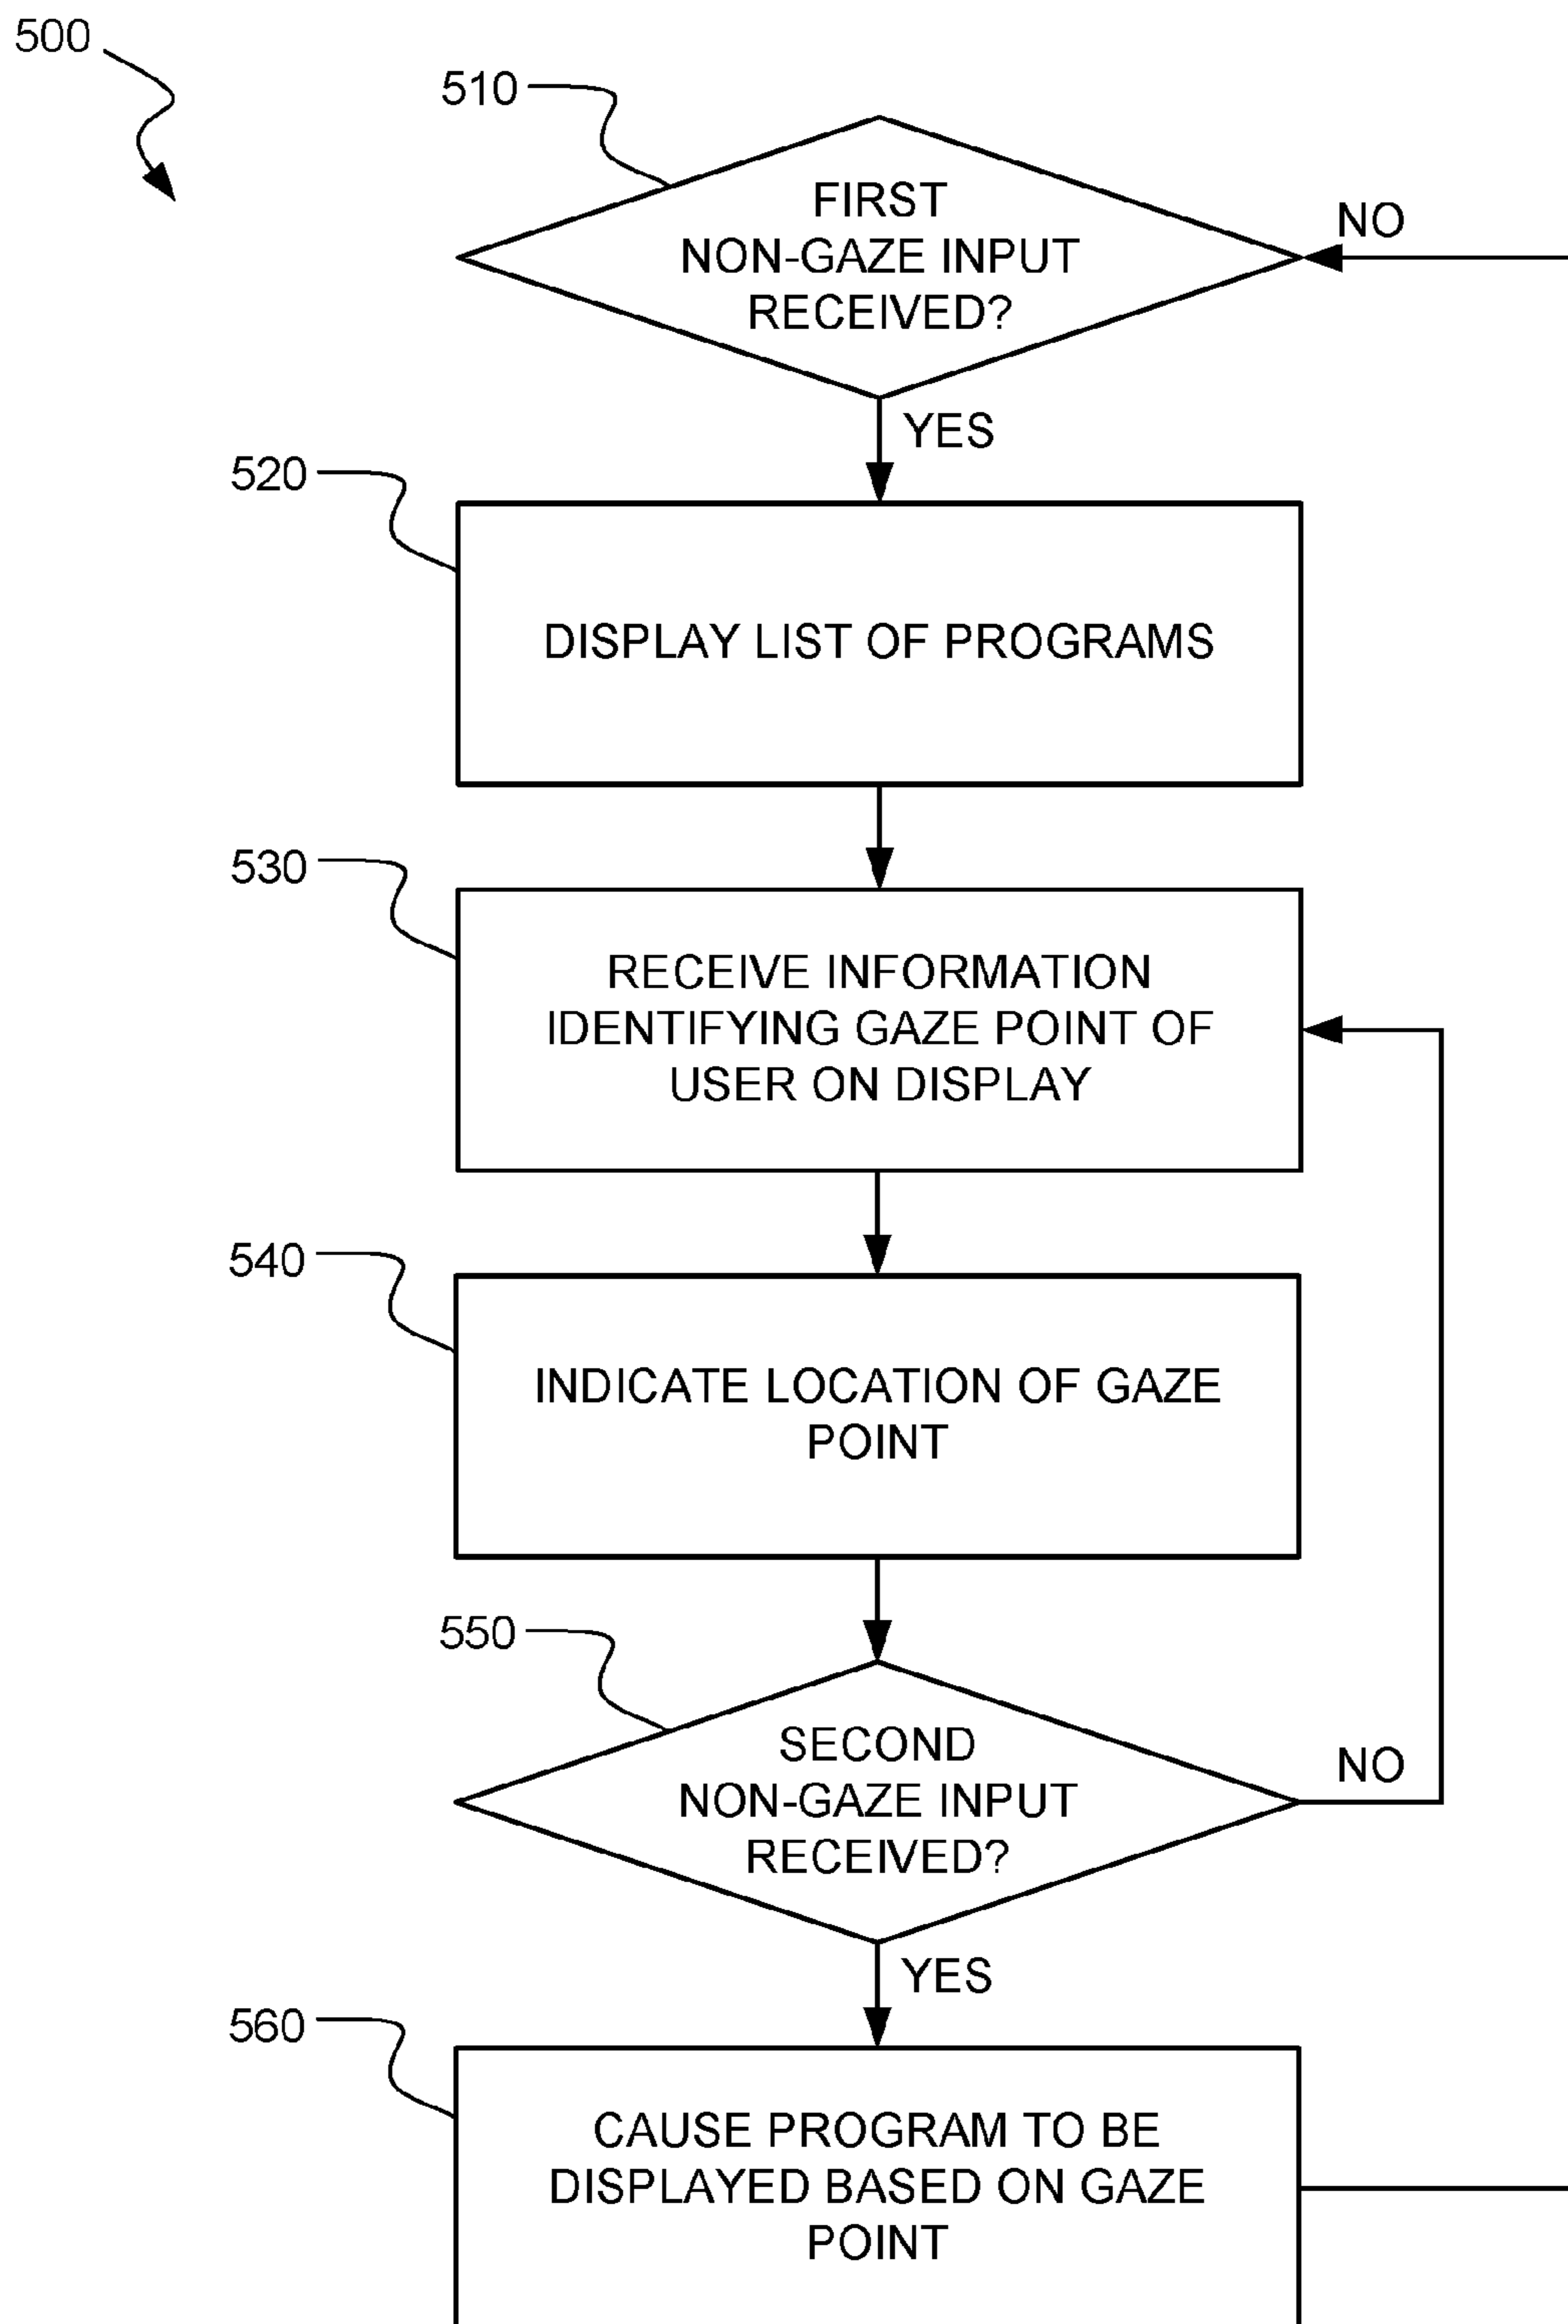 500
510
FIRST
NON-GAZE INPUT
RECEIVED?
NO
YES
520
DISPLAY LIST OF PROGRAMS
530
RECEIVE INFORMATION
IDENTIFYING GAZE POINT OF
USER ON DISPLAY
540
INDICATE LOCATION OF GAZE
POINT
550
SECOND
NON-GAZE INPUT
RECEIVED?
NO
YES
560
CAUSE PROGRAM TO BE
DISPLAYED BASED ON GAZE
POINT